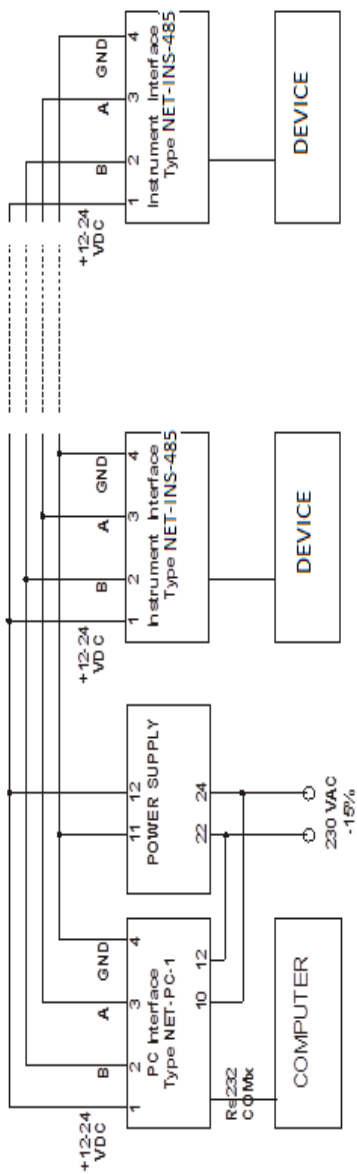 +12-24
VDC
B
A
GND
1 2 3 4
PC Interface
Type NET-PC-1
10 12
Rs232
COMx
COMPUTER
11 12
POWER SUPPLY
22 24
230 VAC
-15%
+12-24
VDC
B
A
GND
1 2 3 4
Instrument Interface
Type NET-INS-485
DEVICE
+12-24
VDC
B
A
GND
1 2 3 4
Instrument Interface
Type NET-INS-485
DEVICE